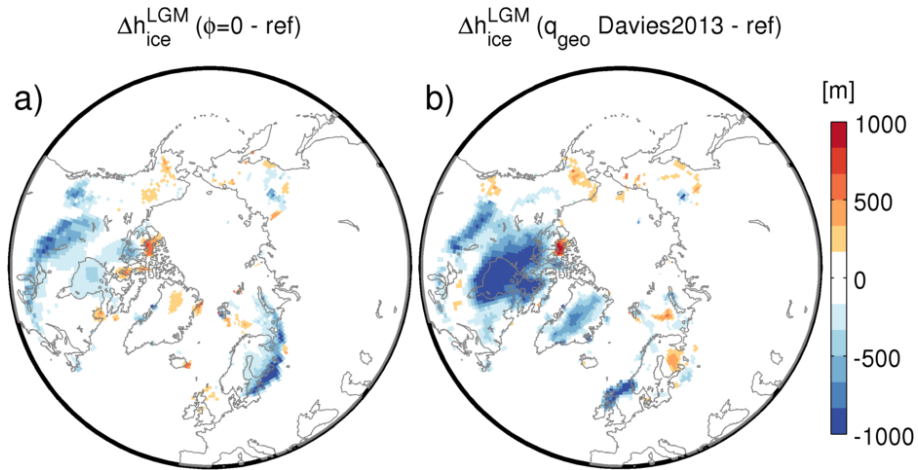 Δh_ice^LGM (ϕ=0 - ref)
Δh_ice^LGM (q_geo Davies2013 - ref)
a)
b)
[m]
1000
500
0
-500
-1000